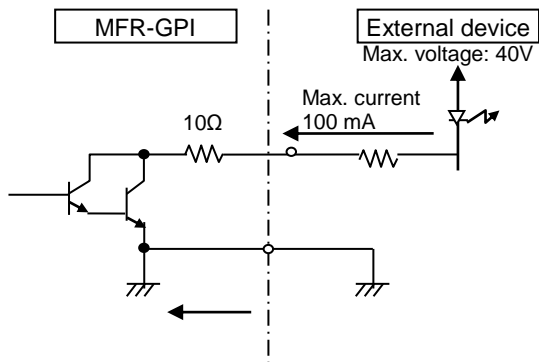 MFR-GPI
External device
Max. voltage: 40V
Max. current
100 mA
10Ω